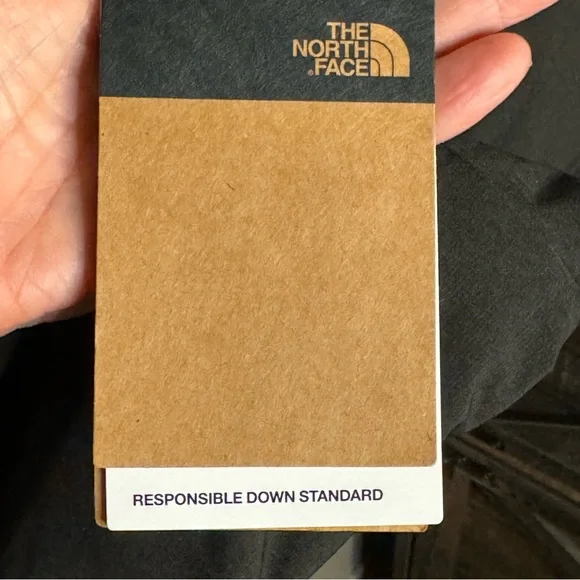 THE
NORTH
FACE
RESPONSIBLE DOWN STANDARD